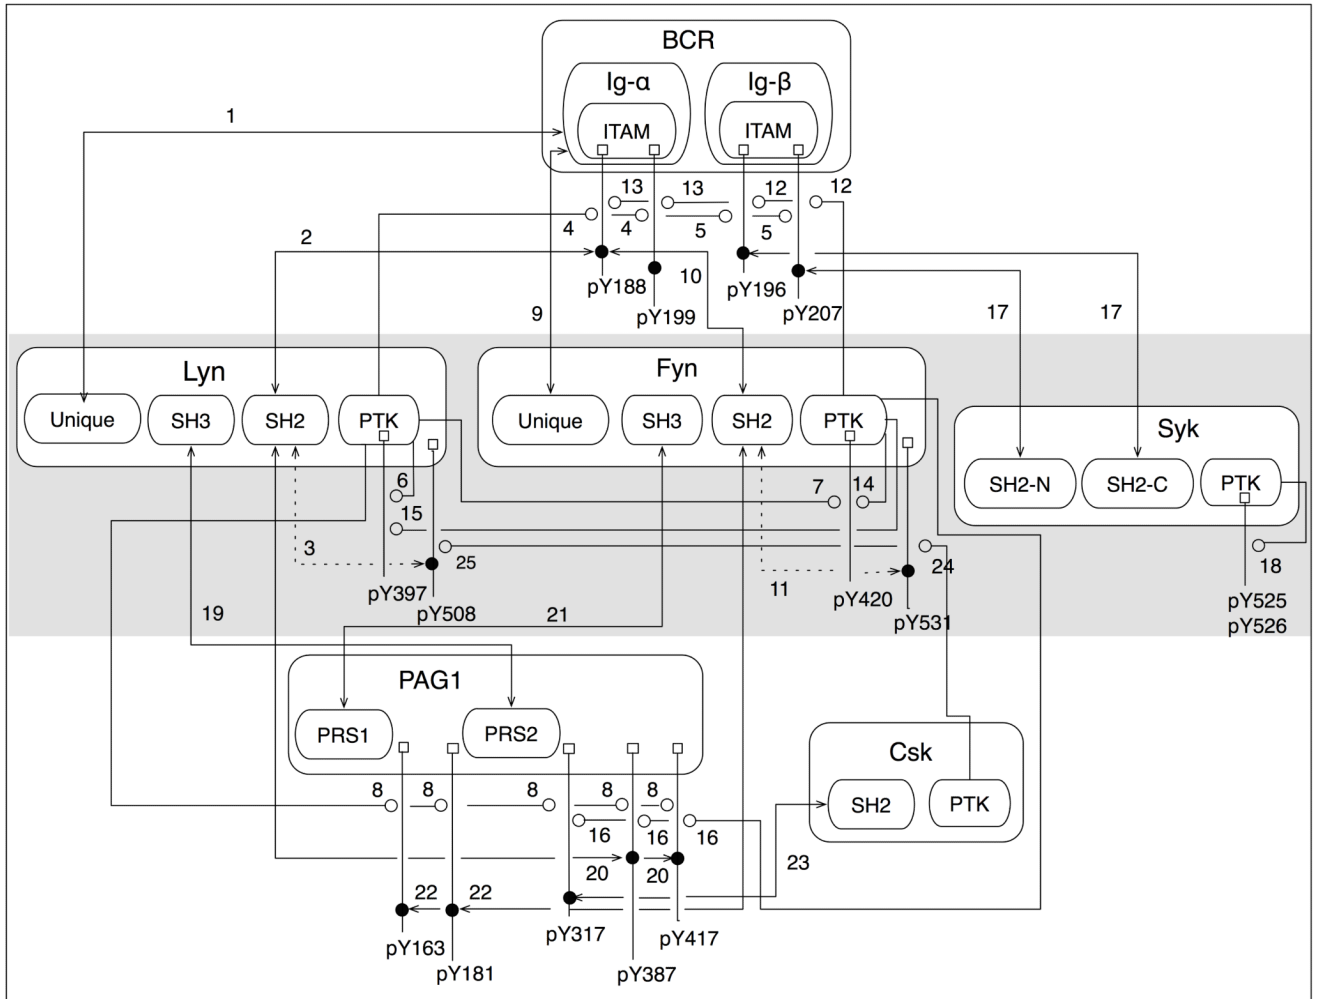 BCR
Ig-α Ig-β
1
ITAM ITAM
13 13 12 12
4 4 5 5
2
10
pY188 pY196
pY199 pY207
9 17 17
Lyn Fyn
Syk
Unique SH3 SH2 PTK Unique SH3 SH2 PTK
SH2-N SH2-C PTK
6 7 14
15
3 25 24 18
11
pY397 pY420 pY525
pY508 pY531 pY526
19 21
PAG1
PRS1 PRS2
Csk
8 8 8 8 8
SH2 PTK
16 16 16
20 20 23
22 22
pY163 pY317 pY417
pY181 pY387